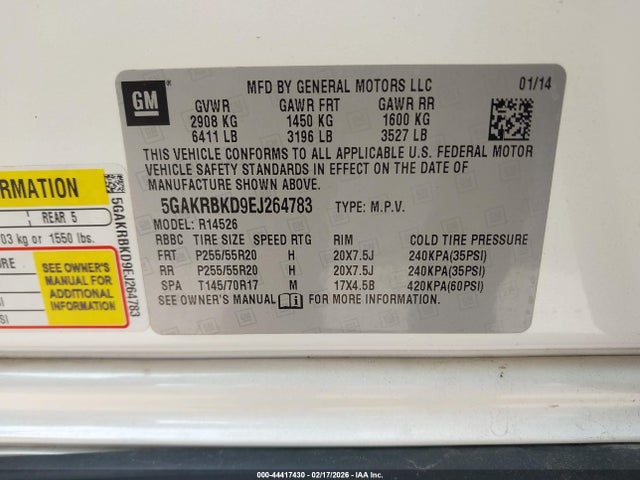 GM
MFD BY GENERAL MOTORS LLC 01/14
GVWR GAWR FRT GAWR RR
2908 KG 1450 KG 1600 KG
6411 LB 3196 LB 3527 LB
THIS VEHICLE CONFORMS TO ALL APPLICABLE U.S. FEDERAL MOTOR
VEHICLE SAFETY STANDARDS IN EFFECT ON THE DATE OF
MANUFACTURE SHOWN ABOVE.
5GAKRBKD9EJ264783 TYPE: M.P.V.
MODEL: R14526
RBBC TIRE SIZE SPEED RTG RIM COLD TIRE PRESSURE
FRT P255/55R20 H 20X7.5J 240KPA(35PSI)
RR P255/55R20 H 20X7.5J 240KPA(35PSI)
SPA T145/70R17 M 17X4.5B 420KPA(60PSI)
SEE OWNER'S MANUAL FOR MORE INFORMATION
ORMATION
REAR 5
03 kg or 1550 lbs.
URE
SEE OWNER'S
MANUAL FOR
ADDITIONAL
INFORMATION
SI
5GAKRBKD9EJ264783
000-44417430 - 02/17/2026 - IAA Inc.